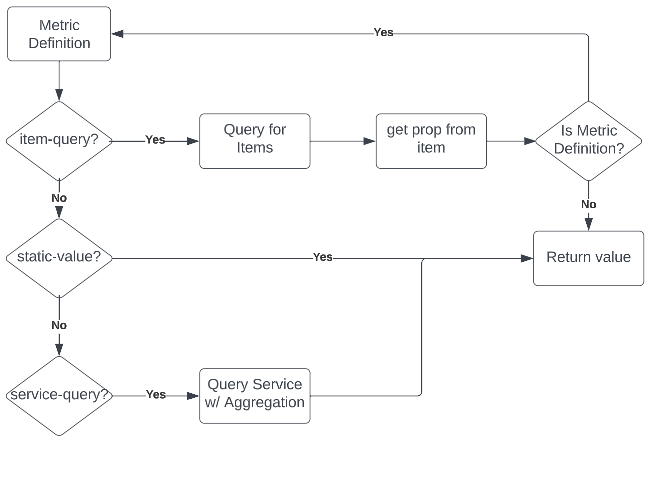 Metric
Definition
Yes
item-query?
Yes
Query for
Items
get prop from
item
Is Metric
Definition?
No
No
static-value?
Yes
Return value
No
service-query?
Yes
Query Service
w/ Aggregation